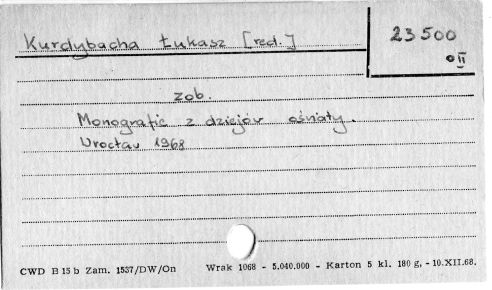 Kurdybacha Łukasz [red.]
23500
II
zob.
Monografie z dziejów oświaty.
Wrocław 1968
CWD B 15 b Zam. 1537/DW/On Wrak 1068 - 5.040.000 - Karton 5 kl. 180 g, - 10.XII.68.